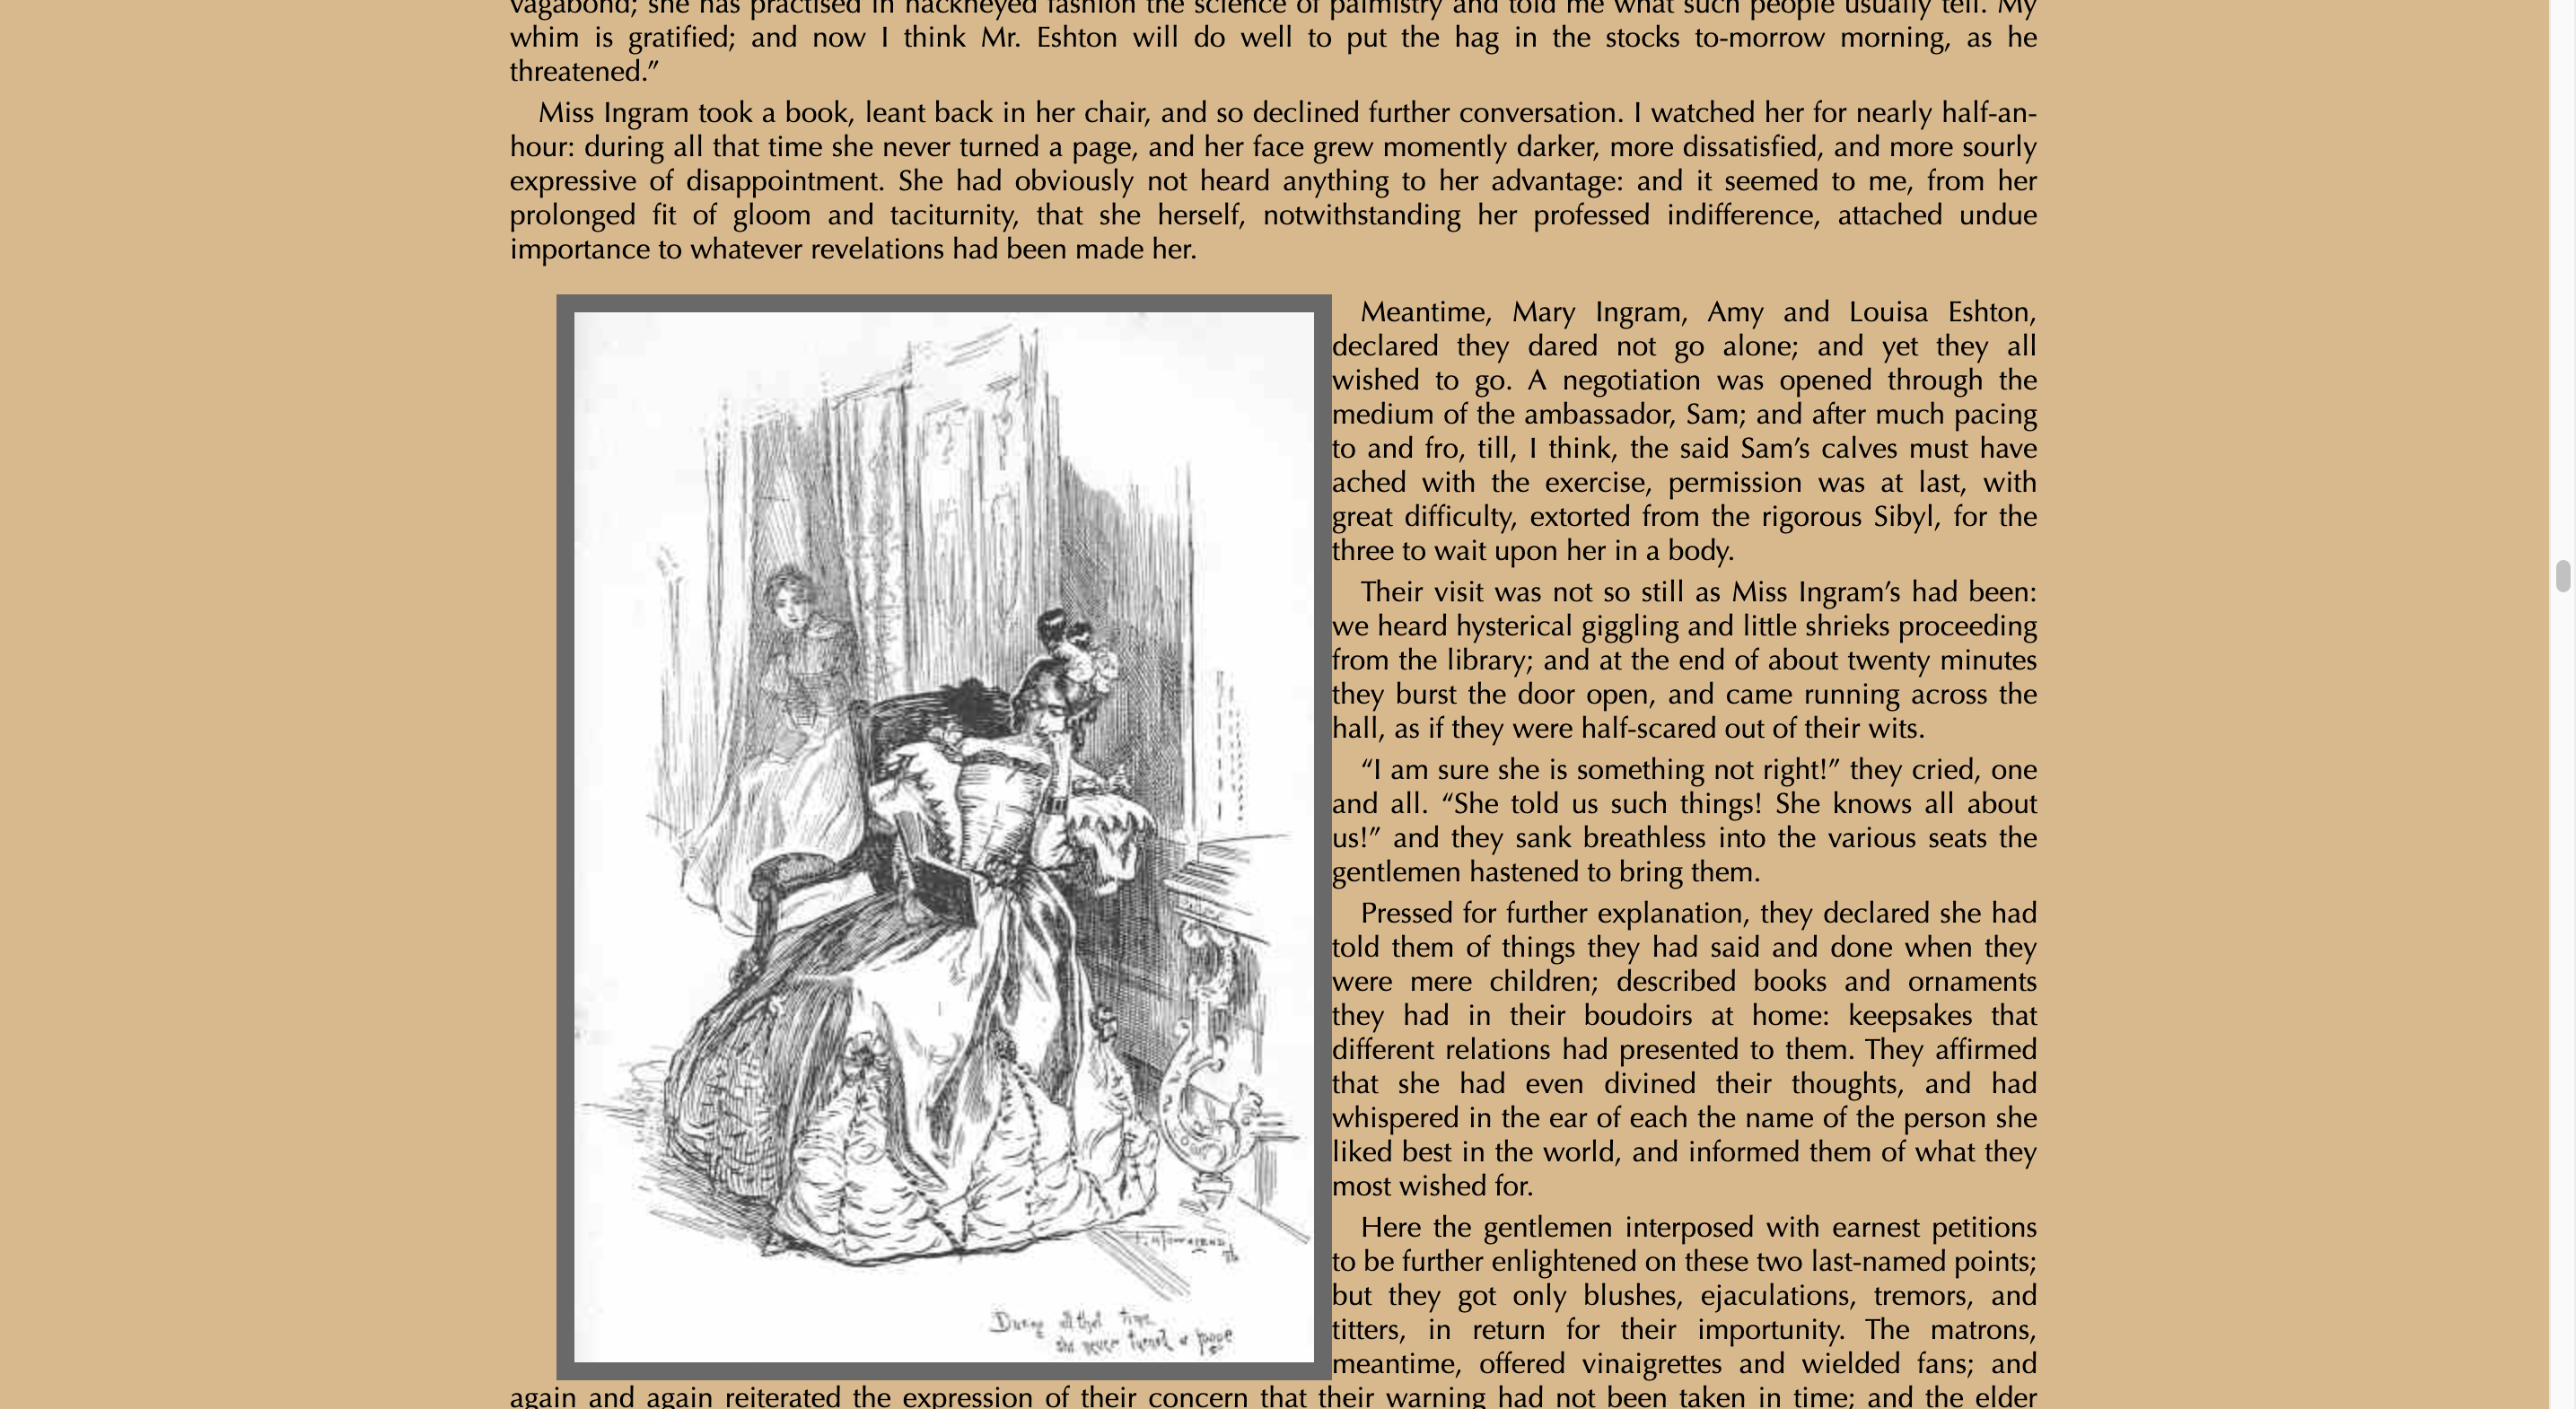 vagabond; she has practised in hackneyed fashion the science of palmistry and told me what such people usually tell. My
whim is gratified; and now I think Mr. Eshton will do well to put the hag in the stocks to-morrow morning, as he
threatened.”
Miss Ingram took a book, leant back in her chair, and so declined further conversation. I watched her for nearly half-an-
hour: during all that time she never turned a page, and her face grew momently darker, more dissatisfied, and more sourly
expressive of disappointment. She had obviously not heard anything to her advantage: and it seemed to me, from her
prolonged fit of gloom and taciturnity, that she herself, notwithstanding her professed indifference, attached undue
importance to whatever revelations had been made her.
F. H. TOWNSEND
During all that time
she never turned a page
Meantime, Mary Ingram, Amy and Louisa Eshton,
declared they dared not go alone; and yet they all
wished to go. A negotiation was opened through the
medium of the ambassador, Sam; and after much pacing
to and fro, till, I think, the said Sam’s calves must have
ached with the exercise, permission was at last, with
great difficulty, extorted from the rigorous Sibyl, for the
three to wait upon her in a body.
Their visit was not so still as Miss Ingram’s had been:
we heard hysterical giggling and little shrieks proceeding
from the library; and at the end of about twenty minutes
they burst the door open, and came running across the
hall, as if they were half-scared out of their wits.
“I am sure she is something not right!” they cried, one
and all. “She told us such things! She knows all about
us!” and they sank breathless into the various seats the
gentlemen hastened to bring them.
Pressed for further explanation, they declared she had
told them of things they had said and done when they
were mere children; described books and ornaments
they had in their boudoirs at home: keepsakes that
different relations had presented to them. They affirmed
that she had even divined their thoughts, and had
whispered in the ear of each the name of the person she
liked best in the world, and informed them of what they
most wished for.
Here the gentlemen interposed with earnest petitions
to be further enlightened on these two last-named points;
but they got only blushes, ejaculations, tremors, and
titters, in return for their importunity. The matrons,
meantime, offered vinaigrettes and wielded fans; and
again and again reiterated the expression of their concern that their warning had not been taken in time; and the elder